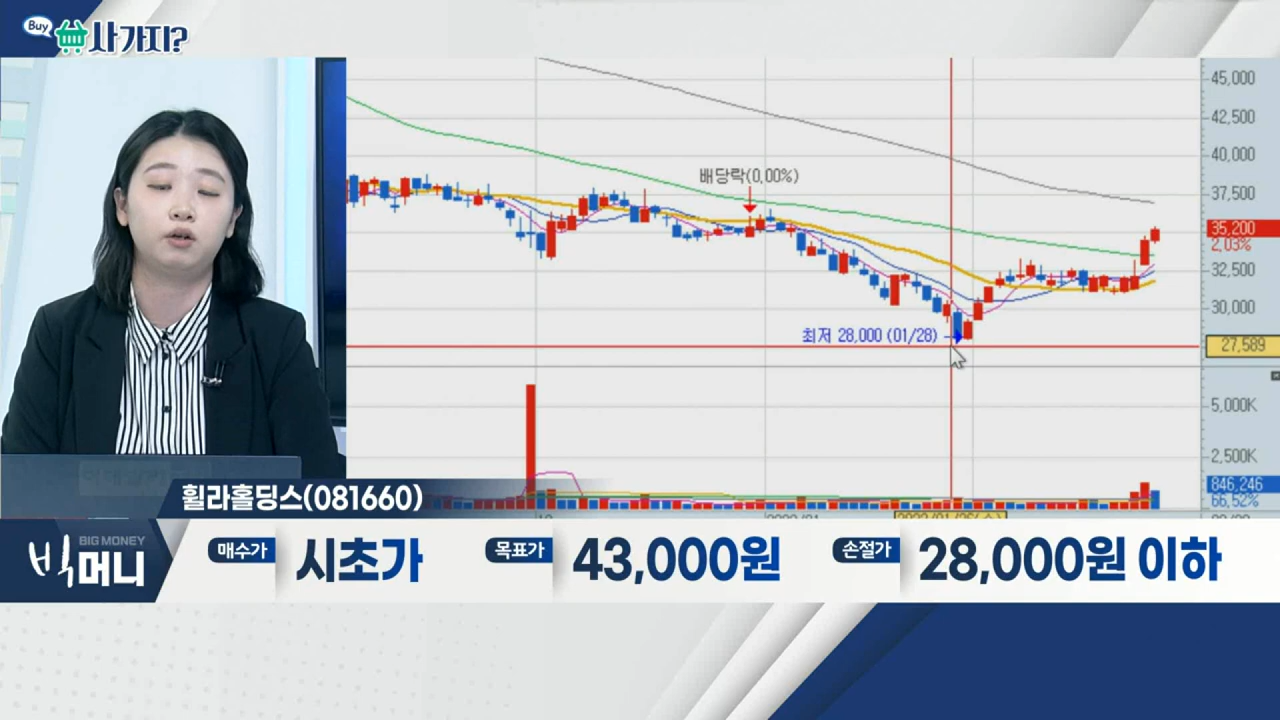 Buy 사 가지?
45,000
42,500
40,000
배당락(0,00%)
37,500
35,200
2,03%
32,500
30,000
최저 28,000 (01/28)
27,589
5,000K
2,500K
846,246
66,52%
휠라홀딩스(081660)
BIG MONEY
빅머니
매수가 시초가 목표가 43,000원 손절가 28,000원 이하